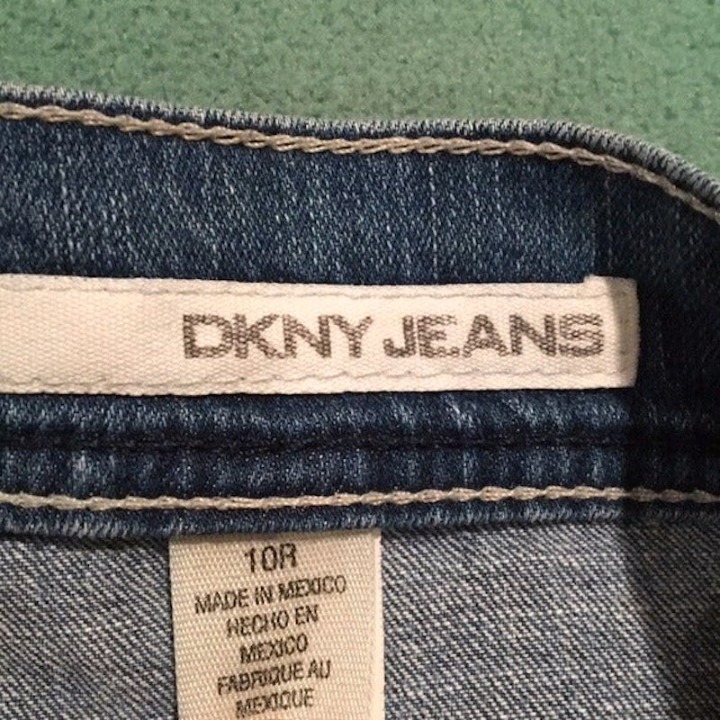 DKNY JEANS
10R
MADE IN MEXICO
HECHO EN
MEXICO
FABRIQUE AU
MEXIQUE